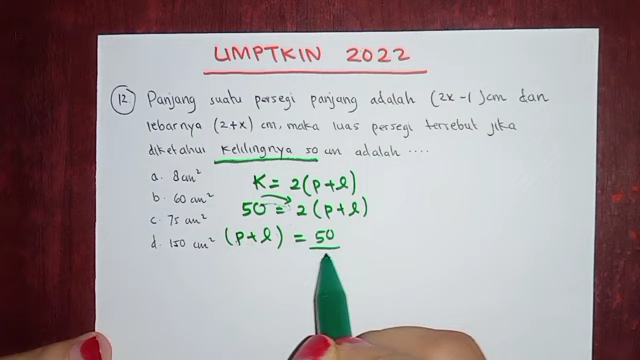 UMPTKIN 2022
12. Panjang suatu persegi panjang adalah (2x-1)cm dan
lebarnya (2+x) cm, maka luas persegi tersebut jika
diketahui kelilingnya 50 cm adalah ....
a. 8 cm²
b. 60 cm²
c. 75 cm²
d. 150 cm²
K = 2(p+l)
50 = 2(p+l)
(p+l) = 50